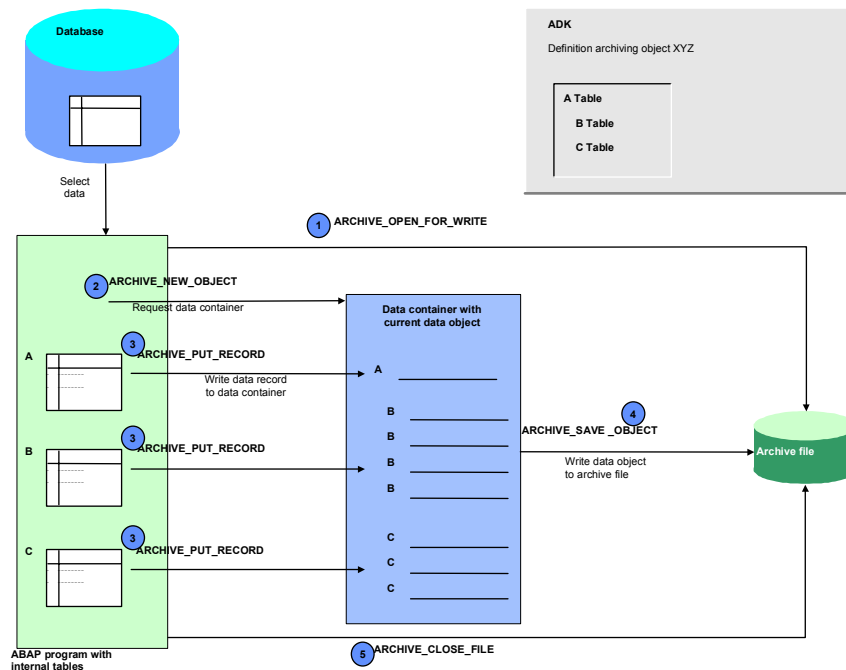 Database
ADK
Definition archiving object XYZ
A Table
B Table
C Table
Select
data
1 ARCHIVE_OPEN_FOR_WRITE
2 ARCHIVE_NEW_OBJECT
Request data container
Data container with
current data object
A
3 ARCHIVE_PUT_RECORD
Write data record
to data container
A
B
3 ARCHIVE_PUT_RECORD
B
B
B
B
4
ARCHIVE_SAVE _OBJECT
Write data object
to archive file
Archive file
C
3 ARCHIVE_PUT_RECORD
C
C
C
ABAP program with
internal tables
5 ARCHIVE_CLOSE_FILE